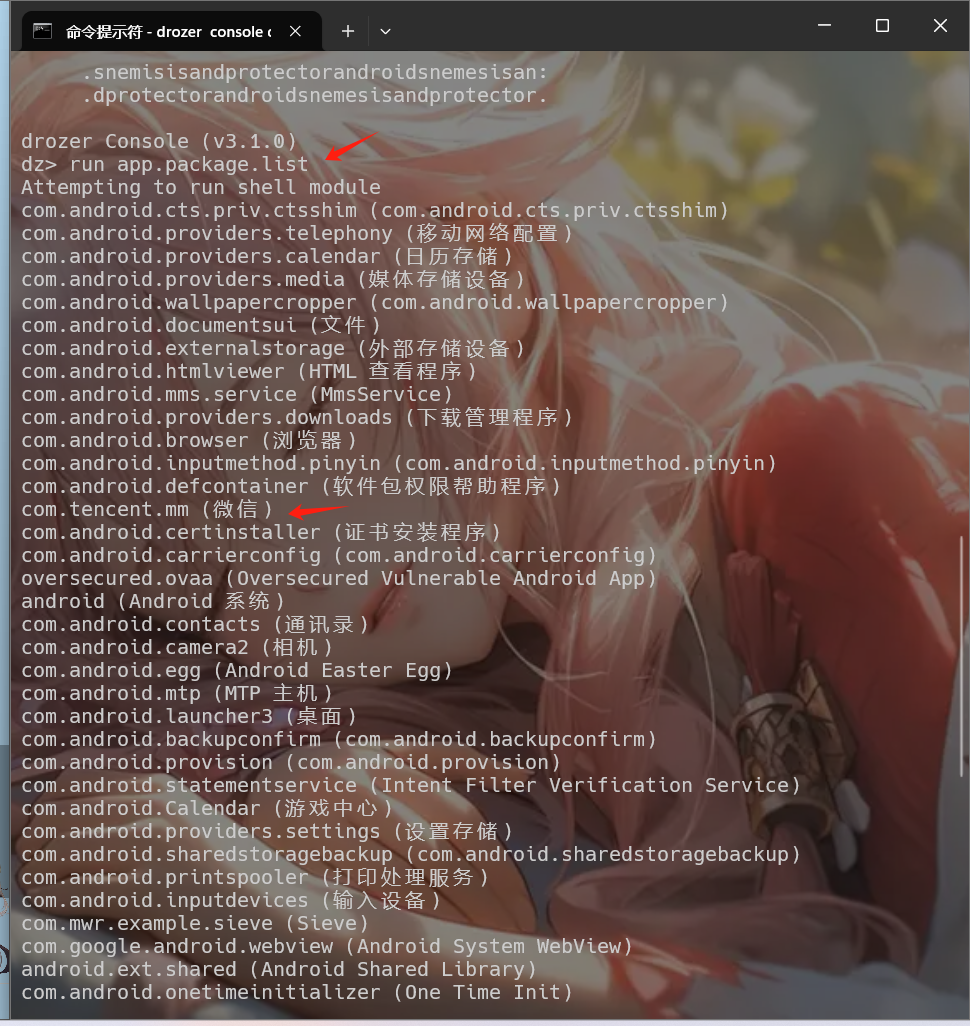 命令提示符 - drozer  console c
.snemisisandprotectorandroidsnemesisan:
.dprotectorandroidsnemesisandprotector.
drozer Console (v3.1.0)
dz> run app.package.list
Attempting to run shell module
com.android.cts.priv.ctsshim (com.android.cts.priv.ctsshim)
com.android.providers.telephony (移动网络配置)
com.android.providers.calendar (日历存储)
com.android.providers.media (媒体存储设备)
com.android.wallpapercropper (com.android.wallpapercropper)
com.android.documentsui (文件)
com.android.externalstorage (外部存储设备)
com.android.htmlviewer (HTML 查看程序)
com.android.mms.service (MmsService)
com.android.providers.downloads (下载管理程序)
com.android.browser (浏览器)
com.android.inputmethod.pinyin (com.android.inputmethod.pinyin)
com.android.defcontainer (软件包权限帮助程序)
com.tencent.mm (微信)
com.android.certinstaller (证书安装程序)
com.android.carrierconfig (com.android.carrierconfig)
oversecured.ovaa (Oversecured Vulnerable Android App)
android (Android 系统)
com.android.contacts (通讯录)
com.android.camera2 (相机)
com.android.egg (Android Easter Egg)
com.android.mtp (MTP 主机)
com.android.launcher3 (桌面)
com.android.backupconfirm (com.android.backupconfirm)
com.android.provision (com.android.provision)
com.android.statementservice (Intent Filter Verification Service)
com.android.Calendar (游戏中心)
com.android.providers.settings (设置存储)
com.android.sharedstoragebackup (com.android.sharedstoragebackup)
com.android.printspooler (打印处理服务)
com.android.inputdevices (输入设备)
com.mwr.example.sieve (Sieve)
com.google.android.webview (Android System WebView)
android.ext.shared (Android Shared Library)
com.android.onetimeinitializer (One Time Init)